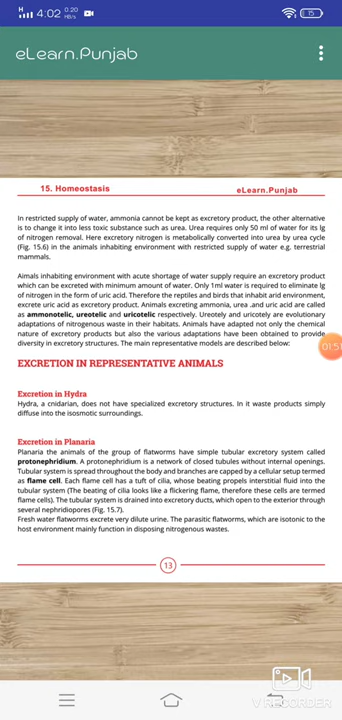 H
4:02 0.20
KB/s
15
eLearn.Punjab
15. Homeostasis
eLearn.Punjab
In restricted supply of water, ammonia cannot be kept as excretory product, the other alternative
is to change it into less toxic substance such as urea. Urea requires only 50 ml of water for its lg
of nitrogen removal. Here excretory nitrogen is metabolically converted into urea by urea cycle
(Fig. 15.6) in the animals inhabiting environment with restricted supply of water e.g. terrestrial
mammals.
Aimals inhabiting environment with acute shortage of water supply require an excretory product
which can be excreted with minimum amount of water. Only 1ml water is required to eliminate lg
of nitrogen in the form of uric acid. Therefore the reptiles and birds that inhabit arid environment,
excrete uric acid as excretory product. Animals excreting ammonia, urea .and uric acid are called
as ammonotelic, ureotelic and uricotelic respectively. Ureotely and uricotely are evolutionary
adaptations of nitrogenous waste in their habitats. Animals have adapted not only the chemical
nature of excretory products but also the various adaptations have been obtained to provide
diversity in excretory structures. The main representative models are described below:
01:51
EXCRETION IN REPRESENTATIVE ANIMALS
Excretion in Hydra
Hydra, a cnidarian, does not have specialized excretory structures. In it waste products simply
diffuse into the isosmotic surroundings.
Excretion in Planaria
Planaria the animals of the group of flatworms have simple tubular excretory system called
protonephridium. A protonephridium is a network of closed tubules without internal openings.
Tubular system is spread throughout the body and branches are capped by a cellular setup termed
as flame cell. Each flame cell has a tuft of cilia, whose beating propels interstitial fluid into the
tubular system (The beating of cilia looks like a flickering flame, therefore these cells are termed
flame cells). The tubular system is drained into excretory ducts, which open to the exterior through
several nephridiopores (Fig. 15.7).
Fresh water flatworms excrete very dilute urine. The parasitic flatworms, which are isotonic to the
host environment mainly function in disposing nitrogenous wastes.
13
V RECORDER